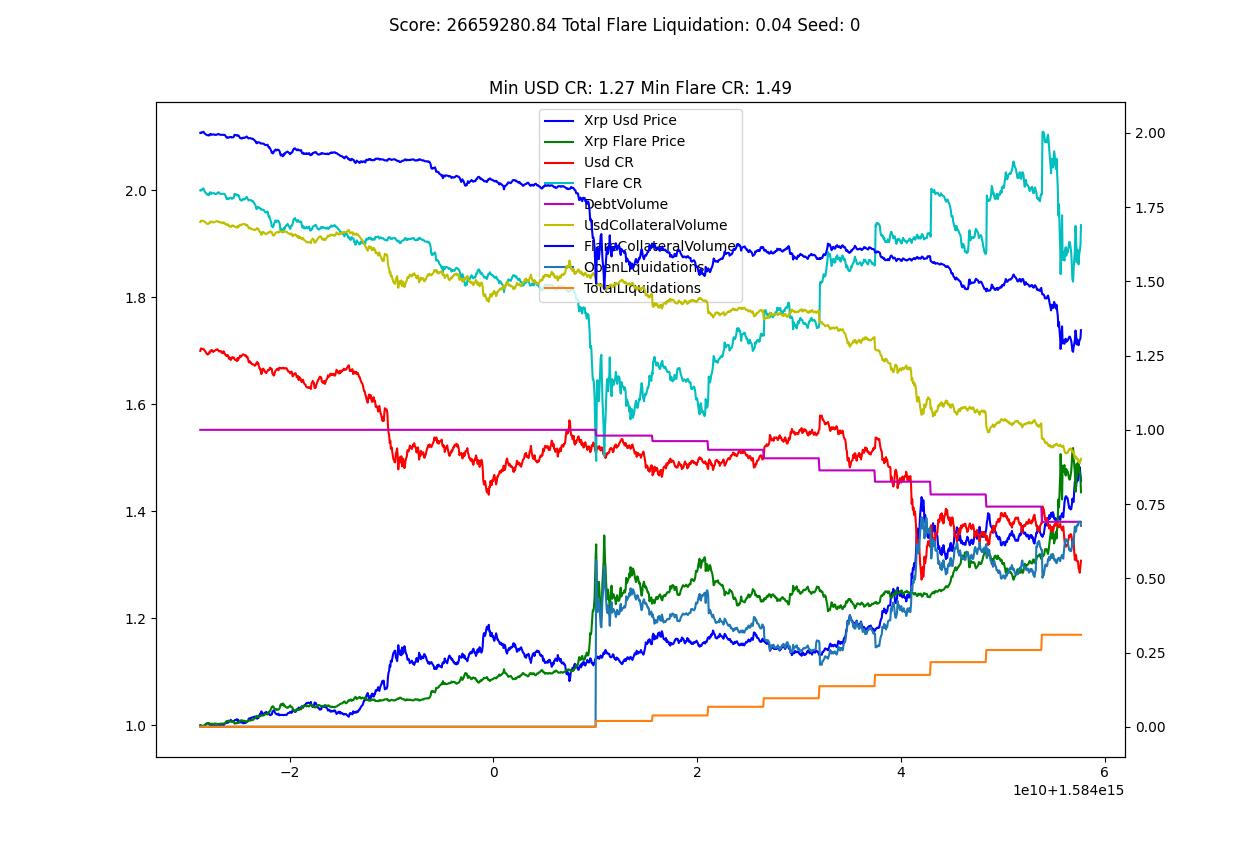 Score: 26659280.84 Total Flare Liquidation: 0.04 Seed: 0
Min USD CR: 1.27 Min Flare CR: 1.49
Xrp Usd Price
Xrp Flare Price
Usd CR
Flare CR
DebtVolume
UsdCollateralVolume
FlareCollateralVolume
OpenLiquidations
TotalLiquidations
2.0
1.8
1.6
1.4
1.2
1.0
2.00
1.75
1.50
1.25
1.00
0.75
0.50
0.25
0.00
−2
0
2
4
6
1e10+1.584e15